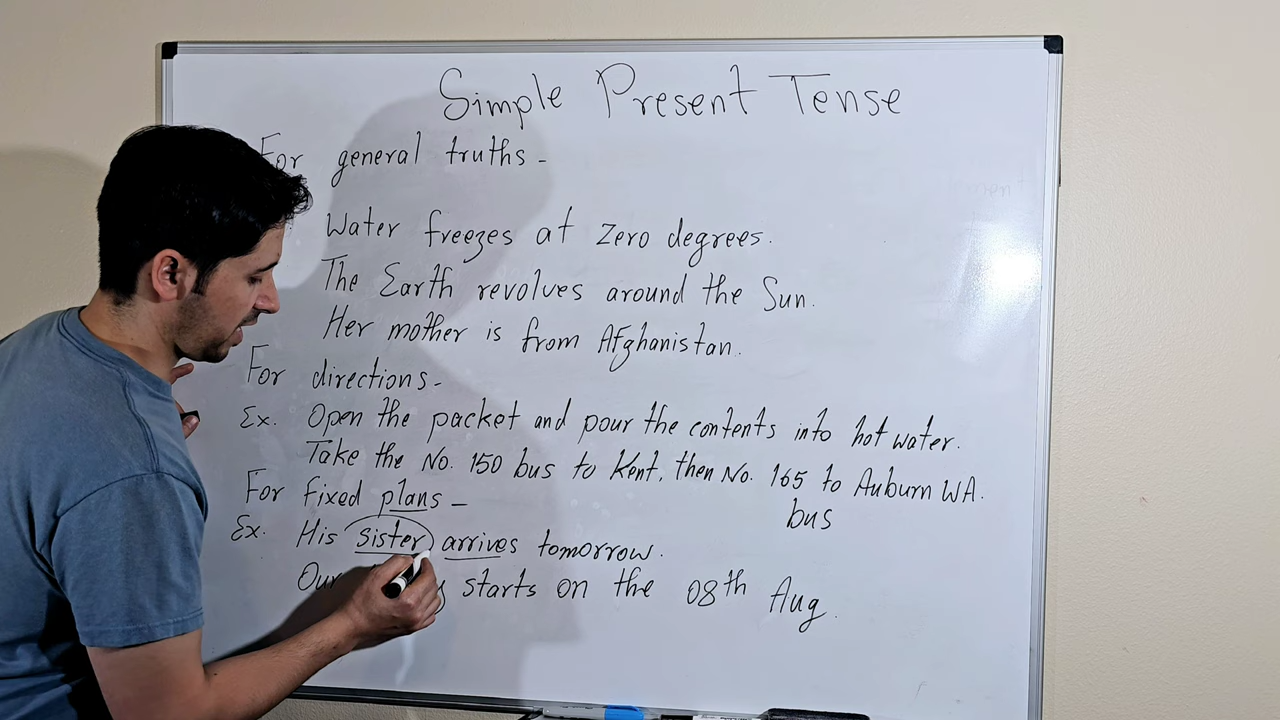 Simple Present Tense
For general truths -
Water freezes at zero degrees.
The Earth revolves around the Sun.
Her mother is from Afghanistan.
For directions-
Ex. Open the packet and pour the contents into hot water.
Take the No. 150 bus to Kent, then No. 165 to Auburn WA.
bus
For fixed plans -
Ex. His sister arrives tomorrow.
Our starts on the 08th Aug.